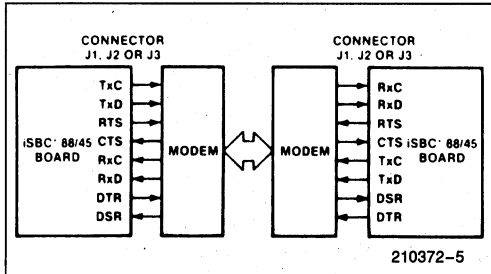 CONNECTOR
J1, J2 OR J3
CONNECTOR
J1, J2 OR J3
iSBC' 88/45
BOARD
TxC
TxD
RTS
CTS
RxC
RxD
DTR
DSR
MODEM
MODEM
RxC
RxD
RTS
CTS
TxC
TxD
DSR
DTR
iSBC' 88/45
BOARD
210372-5